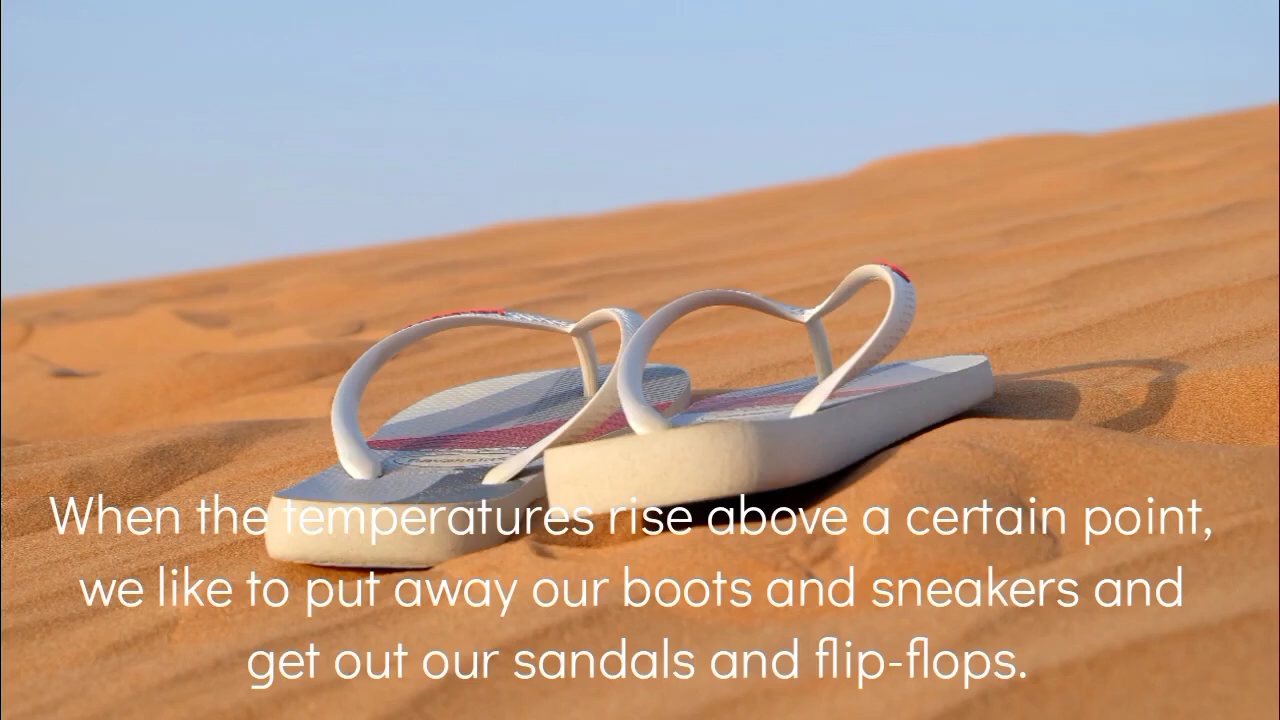 When the temperatures rise above a certain point,
we like to put away our boots and sneakers and
get out our sandals and flip-flops.